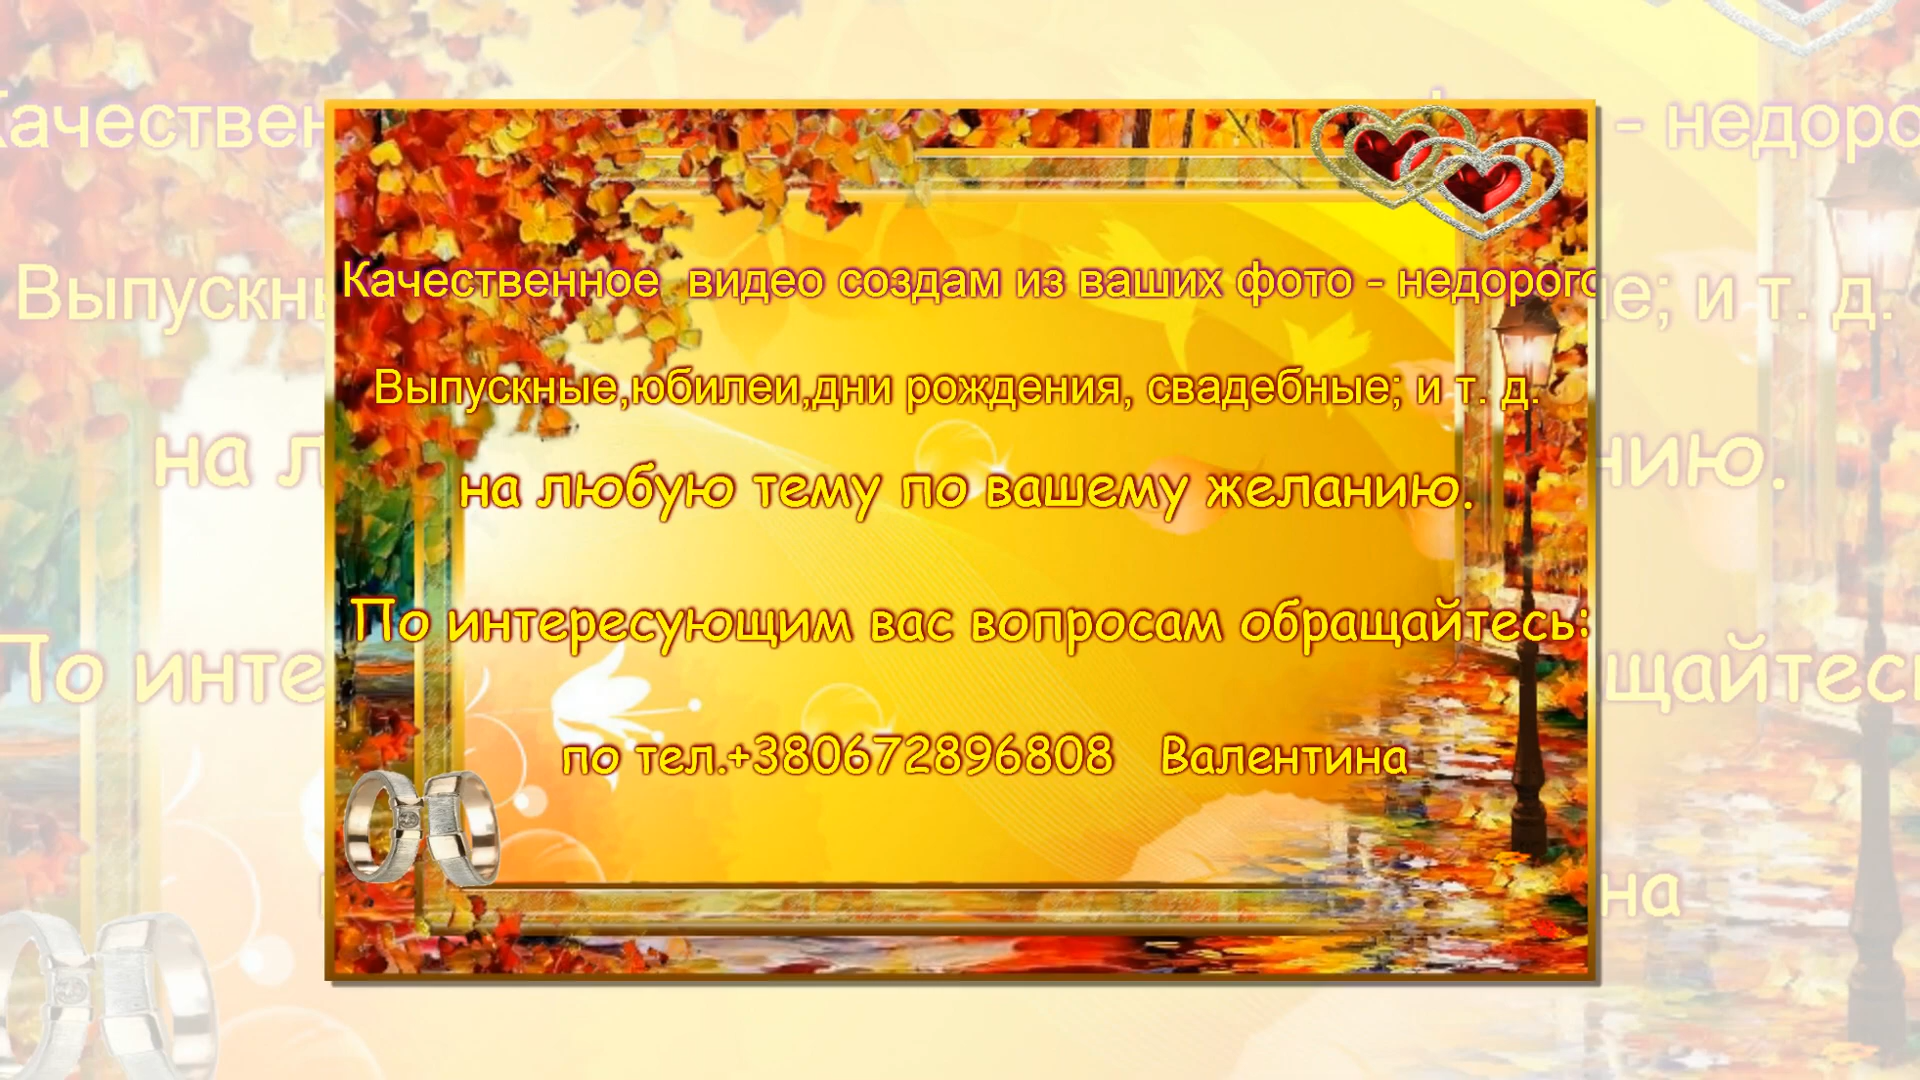 Качественное видео создам из ваших фото - недорого
Выпускные,юбилеи,дни рождения, свадебные; и т. д.
на любую тему по вашему желанию.
По интересующим вас вопросам обращайтесь:
по тел.+380672896808 Валентина